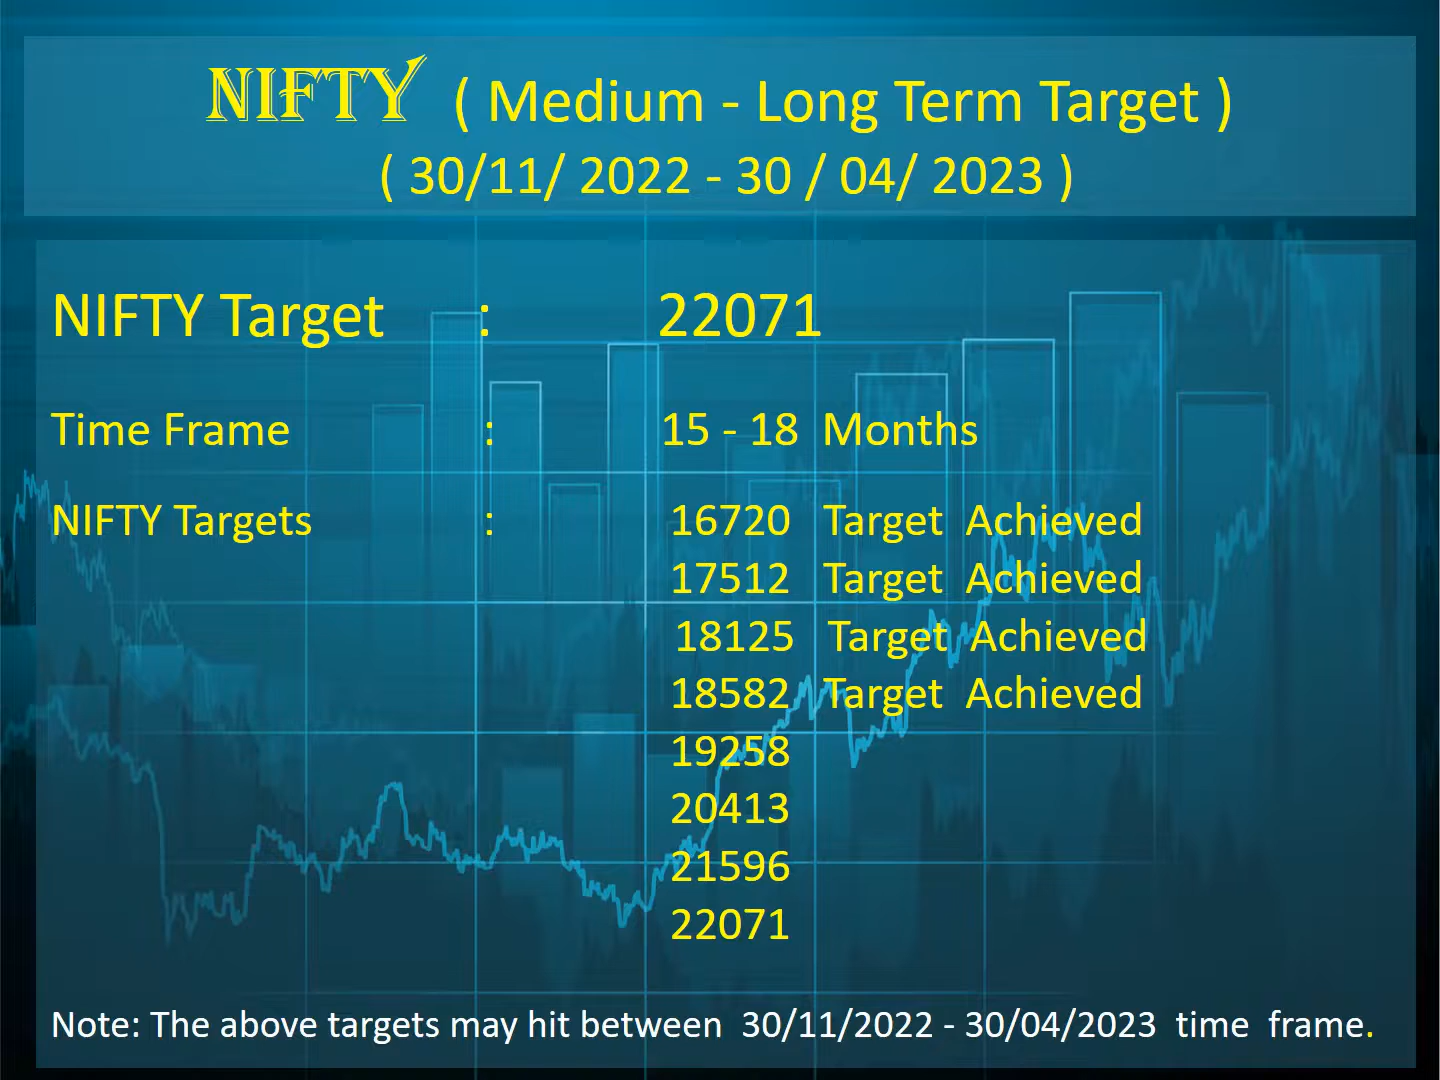 NIFTY ( Medium - Long Term Target )
( 30/11/ 2022 - 30 / 04/ 2023 )
NIFTY Target : 22071
Time Frame : 15 - 18 Months
NIFTY Targets : 16720 Target Achieved
17512 Target Achieved
18125 Target Achieved
18582 Target Achieved
19258
20413
21596
22071
Note: The above targets may hit between 30/11/2022 - 30/04/2023 time frame.